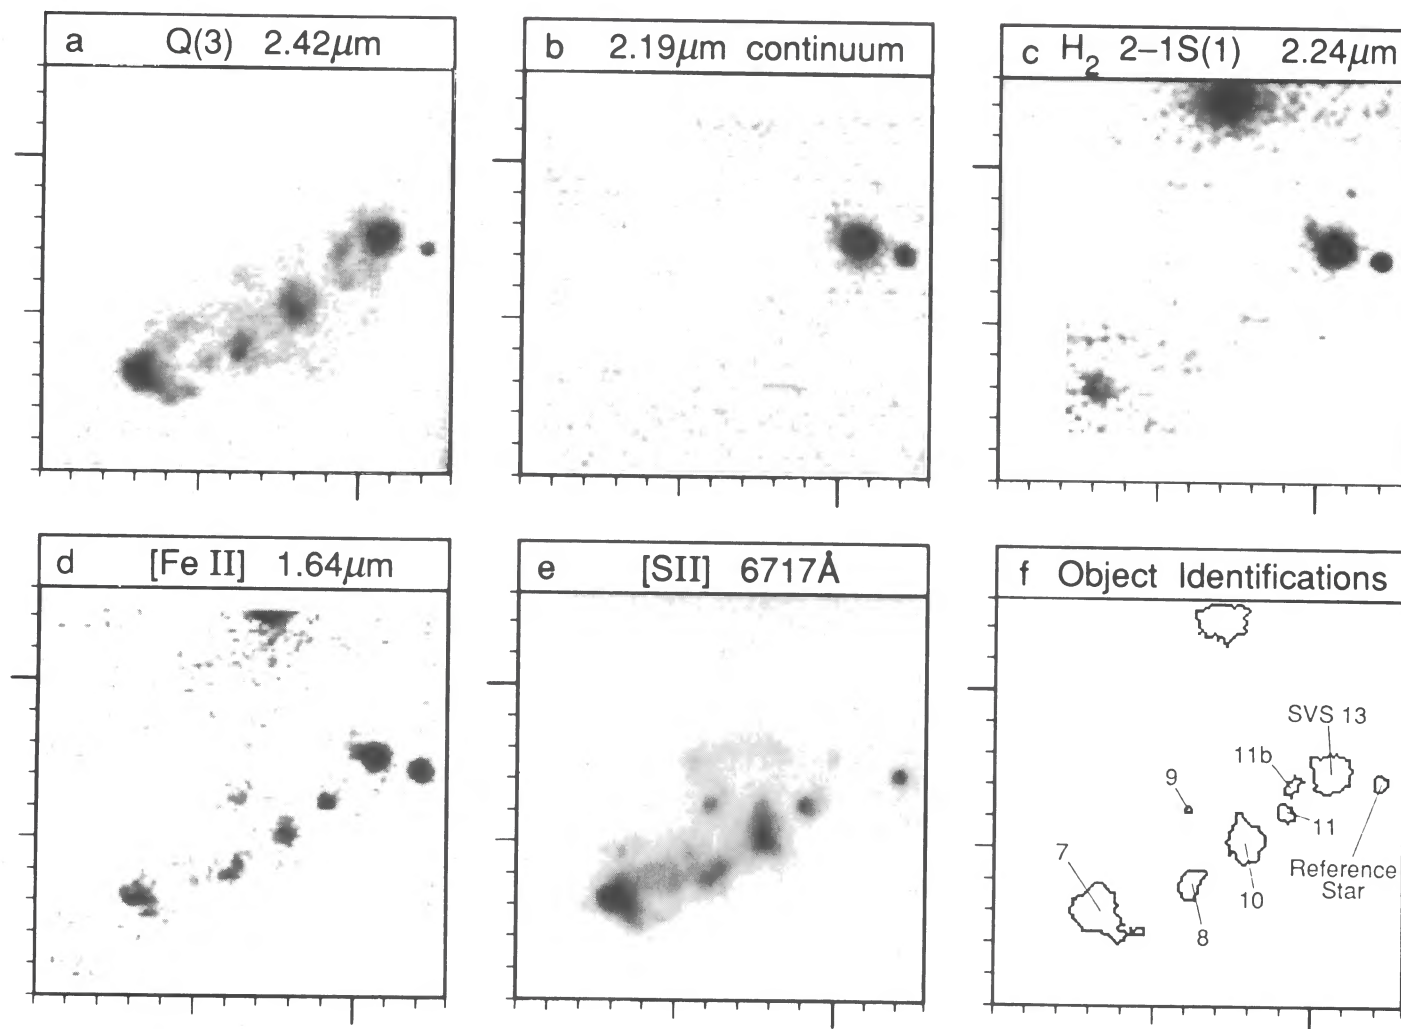 a Q(3) 2.42μm
b 2.19μm continuum
c H₂ 2–1S(1) 2.24μm
d [Fe II] 1.64μm
e [SII] 6717Å
f Object Identifications
SVS 13
11b
9
11
7
Reference
Star
10
8